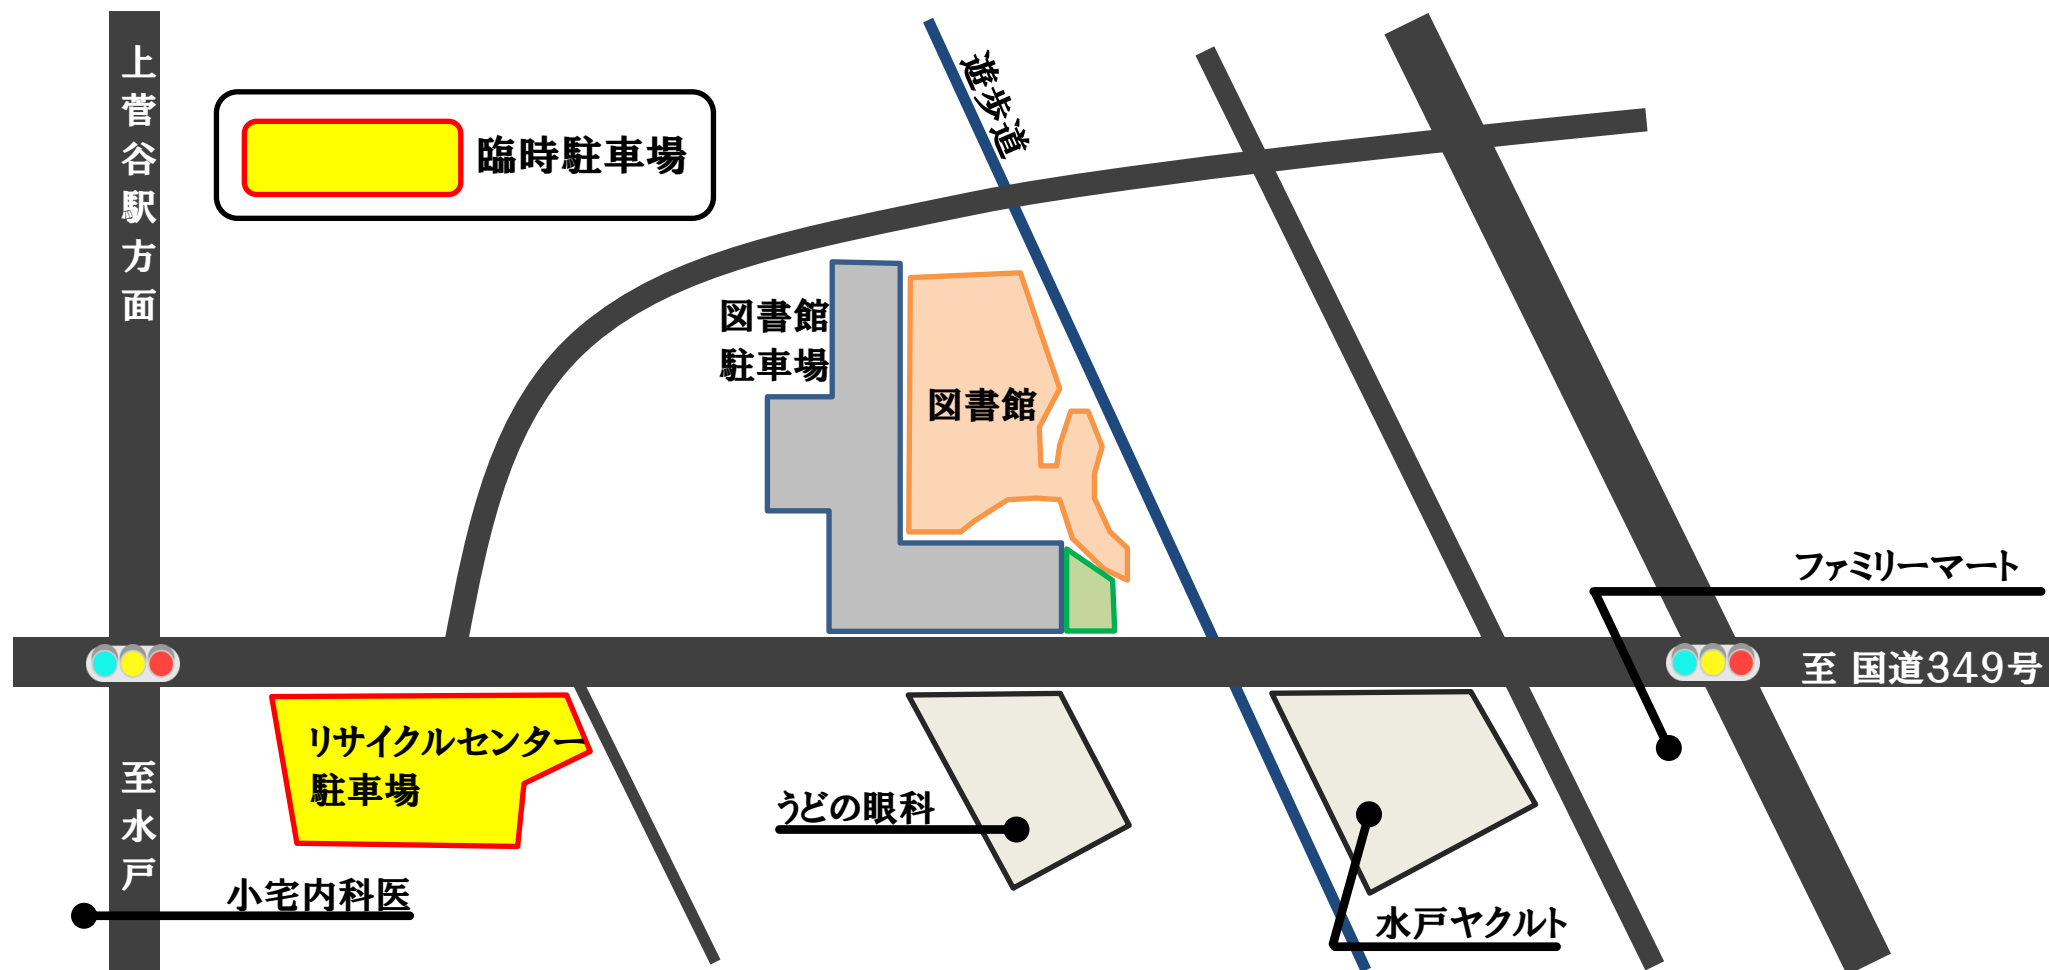 上菅谷駅方面
臨時駐車場
遊歩道
図書館
駐車場
図書館
ファミリーマート
至 国道349号
リサイクルセンター
駐車場
至水戸
うどの眼科
小宅内科医
水戸ヤクルト